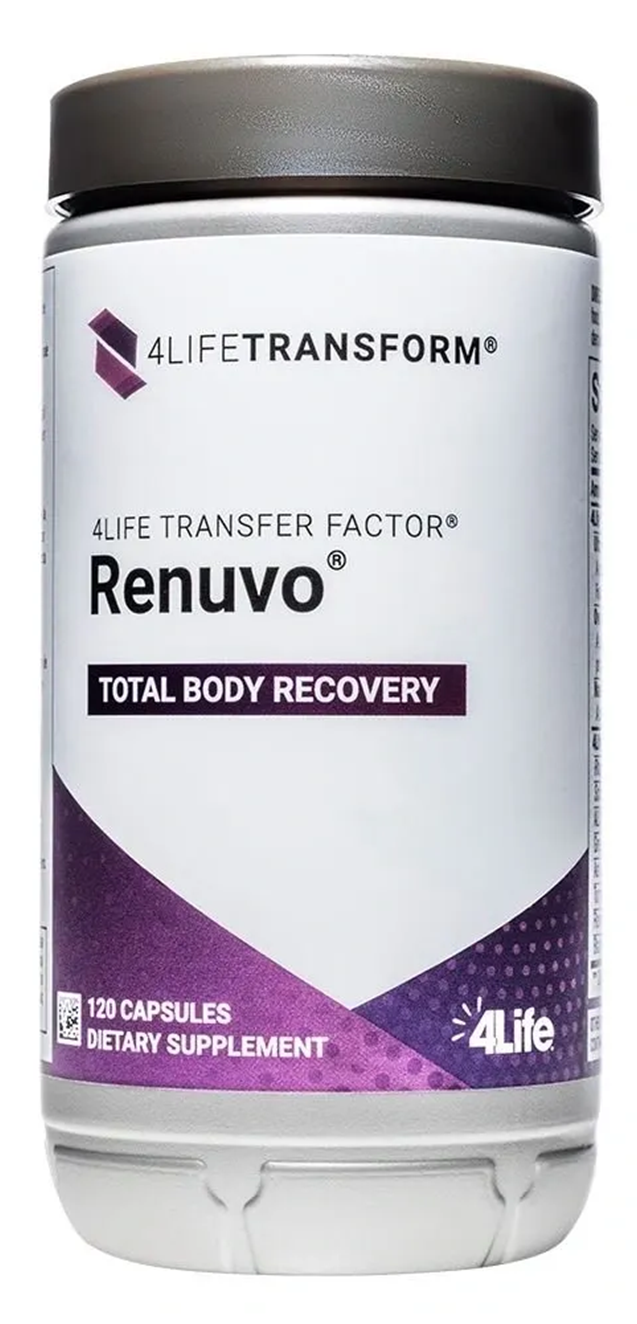 4LIFETRANSFORM®
4LIFE TRANSFER FACTOR®
Renuvo®
TOTAL BODY RECOVERY
120 CAPSULES
DIETARY SUPPLEMENT
4Life